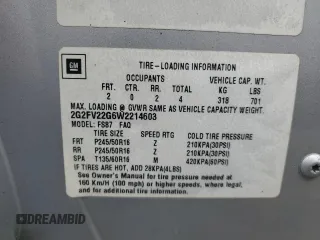 GM
TIRE-LOADING INFORMATION
OCCUPANTS VEHICLE CAP. WT.
FRT. CTR. RR. TOTAL KG LBS
2 0 2 4 318 701
MAX. LOADING @ GVWR SAME AS VEHICLE CAPACITY WEIGHT.
2G2FV22G6W2214603
MODEL: FS87 FAO
TIRE SIZE SPEED RTG COLD TIRE PRESSURE
FRT P245/50R16 Z 210KPA(30PSI)
RR P245/50R16 Z 210KPA(30PSI)
SPA T135/60R16 M 420KPA(60PSI)
IF TIRES ARE HOT, ADD 28KPA(4LBS)
See Owner's Manual for tire pressure at
160 Km/H (100 mph) or higher speeds, where
legal, and for additional information.
DREAMBID